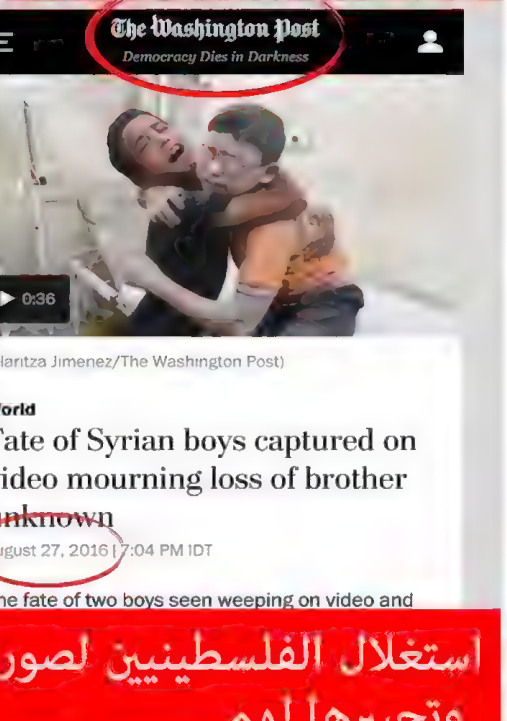 The Washington Post
Democracy Dies in Darkness
0:36
aritza Jimenez/The Washington Post)
orld
ate of Syrian boys captured on
ideo mourning loss of brother
nknown
ugust 27, 2016 | 7:04 PM IDT
he fate of two boys seen weeping on video and
استغلال الفلسطينيين لصور